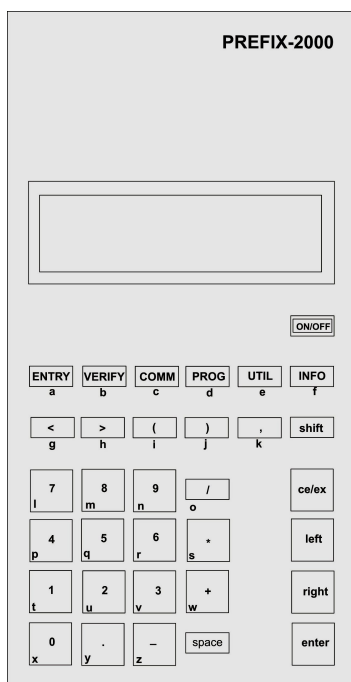 PREFIX-2000
ON/OFF
ENTRY VERIFY COMM PROG UTIL INFO
a b c d e f
< > ( ) , shift
g h i j k
7 8 9 / ce/ex
l m n o
4 5 6 * left
p q r s
1 2 3 + right
t u v w
0 . – space enter
x y z